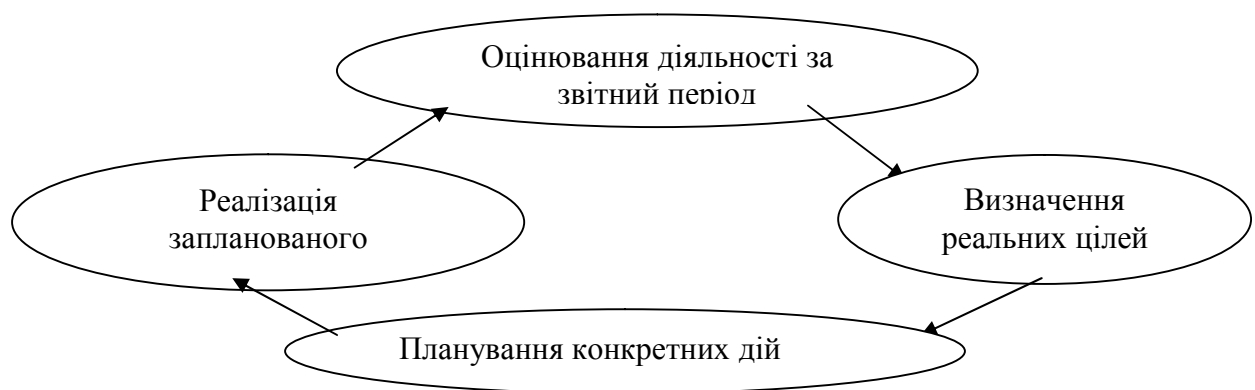 Оцінювання діяльності за
звітний період
Реалізація
запланованого
Визначення
реальних цілей
Планування конкретних дій